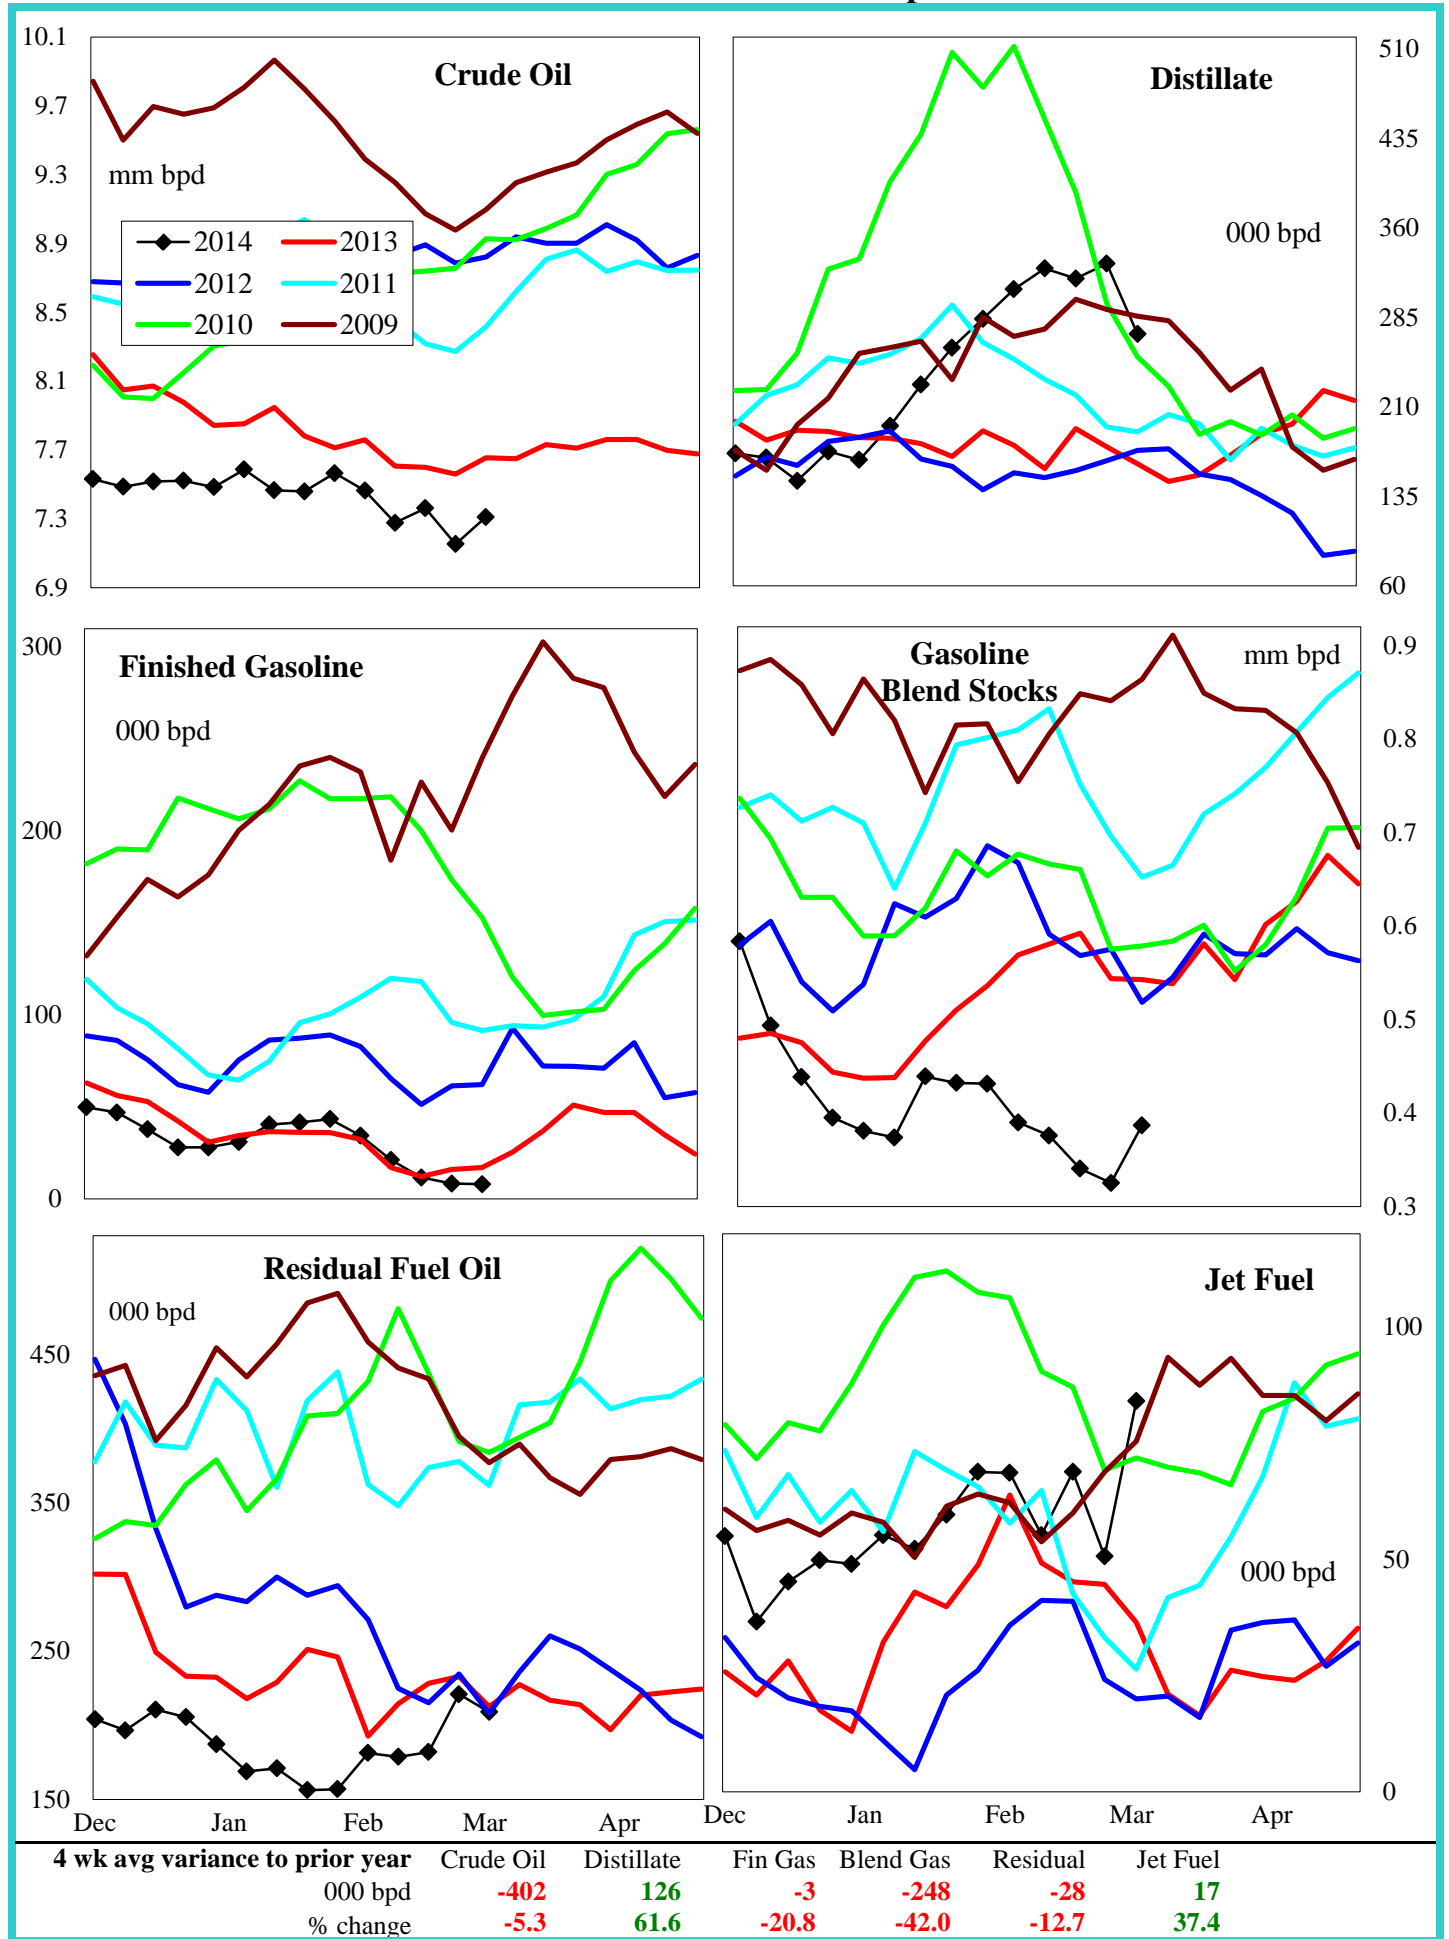 Crude Oil
mm bpd
10.1
9.7
9.3
8.9
8.5
8.1
7.7
7.3
6.9
2014 2013
2012 2011
2010 2009
Distillate
000 bpd
510
435
360
285
210
135
60
Finished Gasoline
000 bpd
300
200
100
0
Gasoline
Blend Stocks
mm bpd
0.9
0.8
0.7
0.6
0.5
0.4
0.3
Residual Fuel Oil
000 bpd
450
350
250
150
Dec Jan Feb Mar Apr
Jet Fuel
000 bpd
100
50
0
Dec Jan Feb Mar Apr
4 wk avg variance to prior year Crude Oil Distillate Fin Gas Blend Gas Residual Jet Fuel
000 bpd -402 126 -3 -248 -28 17
% change -5.3 61.6 -20.8 -42.0 -12.7 37.4